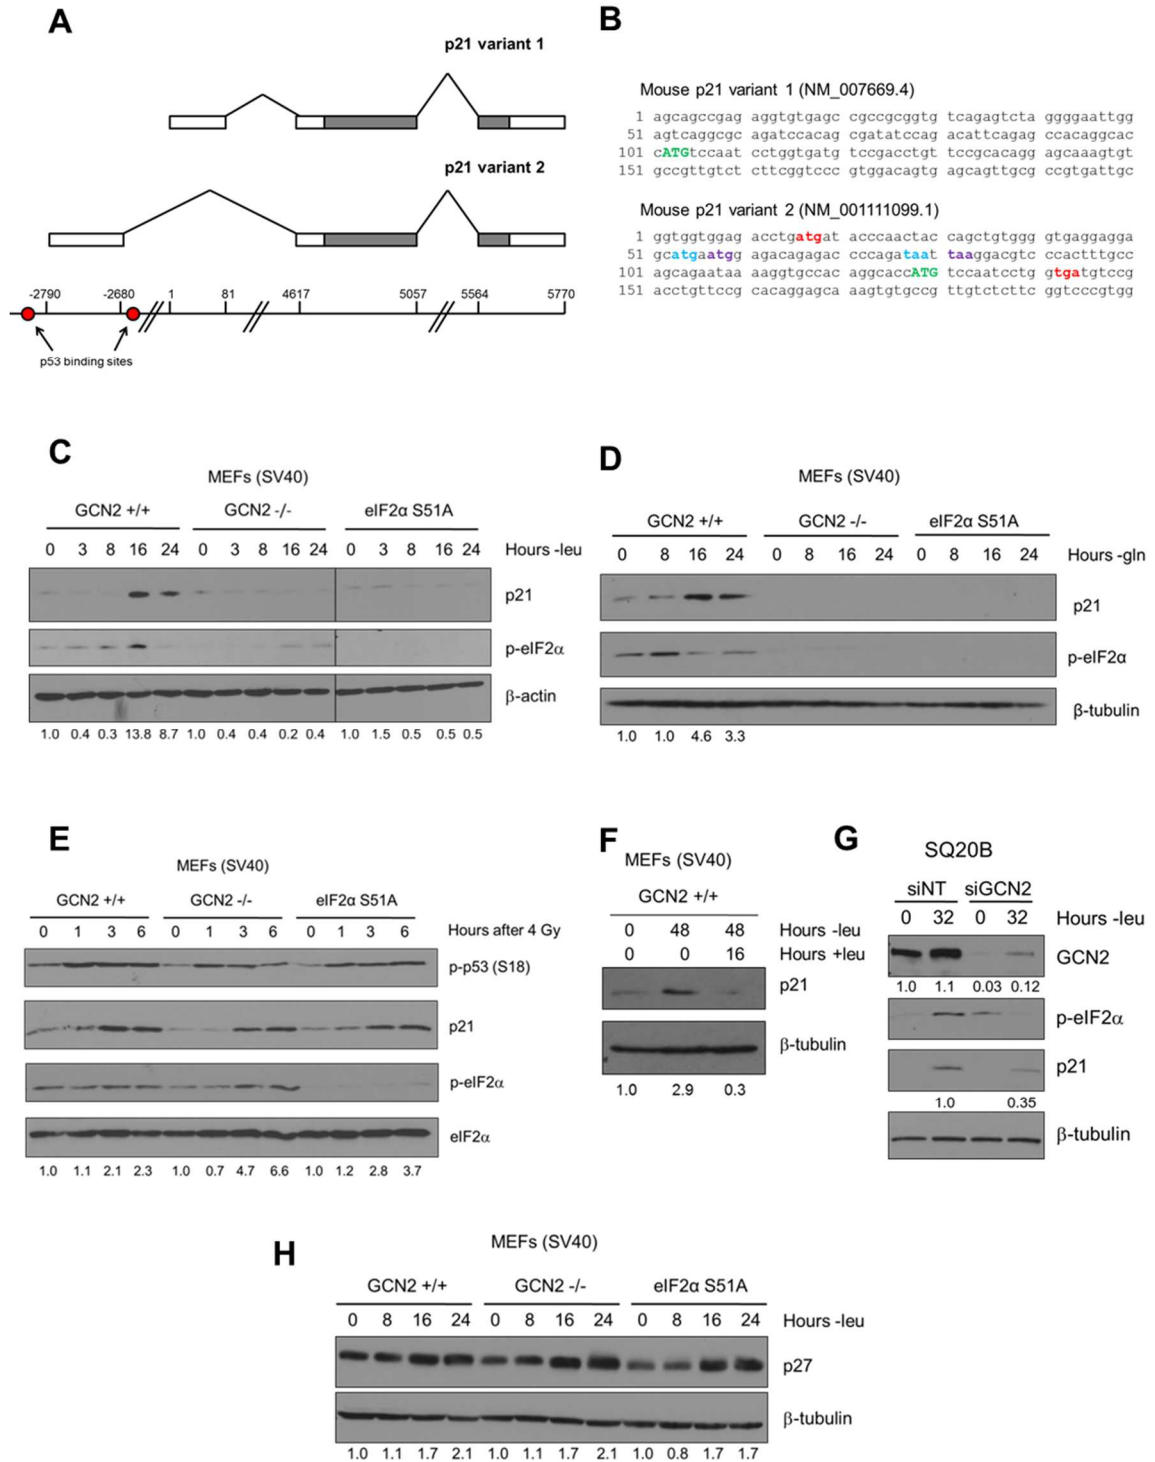 A
p21 variant 1
p21 variant 2
-2790 -2680 1 81 4617 5057 5564 5770
p53 binding sites
B
Mouse p21 variant 1 (NM_007669.4)
1 agcagccgag aggtgtgagc cgccgcggtg tcagagtcta ggggaattgg
51 agtcaggcgc agatccacag cgatatccag acattcagag ccacaggcac
101 cATGtccaat cctggtgatg tccgacctgt tccgcacagg agcaaagtgt
151 gccgttgtct cttcggtccc gtggacagtg agcagttgcg ccgtgattgc
Mouse p21 variant 2 (NM_001111099.1)
1 ggtggtggag acctgatgat acccaactac cagctgtggg gtgaggagga
51 gcatgaatgg agacagagac cccagataat taaggacgtc ccactttgcc
101 agcagaataa aaggtgccac aggcaccATG tccaatcctg gtgatgtccg
151 acctgttccg cacaggagca aagtgtgccg ttgtctcttc ggtcccgtgg
C
MEFs (SV40)
GCN2 +/+ GCN2 -/- eIF2α S51A
0 3 8 16 24 0 3 8 16 24 0 3 8 16 24 Hours -leu
p21
p-eIF2α
β-actin
1.0 0.4 0.3 13.8 8.7 1.0 0.4 0.4 0.2 0.4 1.0 1.5 0.5 0.5 0.5
D
MEFs (SV40)
GCN2 +/+ GCN2 -/- eIF2α S51A
0 8 16 24 0 8 16 24 0 8 16 24 Hours -gln
p21
p-eIF2α
β-tubulin
1.0 1.0 4.6 3.3
E
MEFs (SV40)
GCN2 +/+ GCN2 -/- eIF2α S51A
0 1 3 6 0 1 3 6 0 1 3 6 Hours after 4 Gy
p-p53 (S18)
p21
p-eIF2α
eIF2α
1.0 1.1 2.1 2.3 1.0 0.7 4.7 6.6 1.0 1.2 2.8 3.7
F
MEFs (SV40)
GCN2 +/+
0 48 48 Hours -leu
0 0 16 Hours +leu
p21
β-tubulin
1.0 2.9 0.3
G
SQ20B
siNT siGCN2
0 32 0 32 Hours -leu
GCN2
1.0 1.1 0.03 0.12
p-eIF2α
p21
1.0 0.35
β-tubulin
H
MEFs (SV40)
GCN2 +/+ GCN2 -/- eIF2α S51A
0 8 16 24 0 8 16 24 0 8 16 24 Hours -leu
p27
β-tubulin
1.0 1.1 1.7 2.1 1.0 1.1 1.7 2.1 1.0 0.8 1.7 1.7